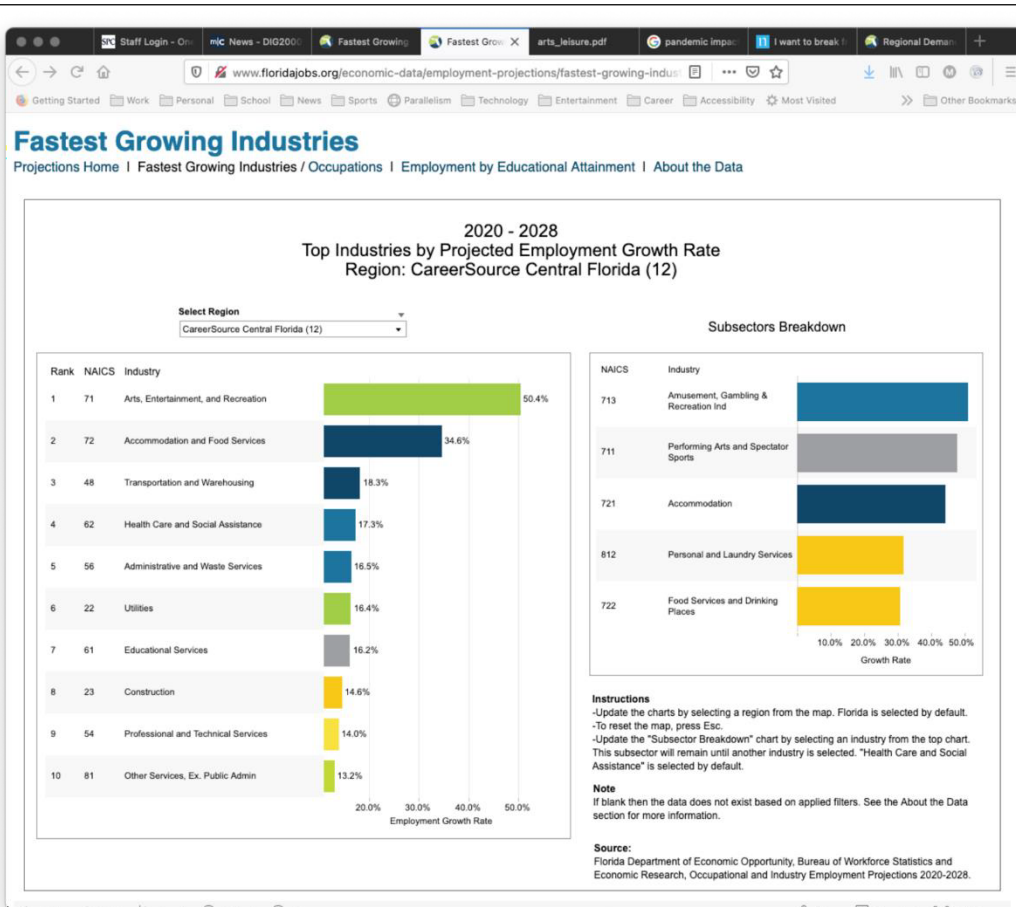 Staff Login - On
m|c News - DIG2000
Fastest Growing
Fastest Grow
arts_leisure.pdf
pandemic impac
I want to break f
Regional Deman
www.floridajobs.org/economic-data/employment-projections/fastest-growing-indus
Getting Started Work Personal School News Sports Parallelism Technology Entertainment Career Accessibility Most Visited Other Bookmarks
Fastest Growing Industries
Projections Home I Fastest Growing Industries / Occupations I Employment by Educational Attainment I About the Data
2020 - 2028
Top Industries by Projected Employment Growth Rate
Region: CareerSource Central Florida (12)
Select Region
CareerSource Central Florida (12)
Rank NAICS Industry
1 71 Arts, Entertainment, and Recreation 50.4%
2 72 Accommodation and Food Services 34.6%
3 48 Transportation and Warehousing 18.3%
4 62 Health Care and Social Assistance 17.3%
5 56 Administrative and Waste Services 16.5%
6 22 Utilities 16.4%
7 61 Educational Services 16.2%
8 23 Construction 14.6%
9 54 Professional and Technical Services 14.0%
10 81 Other Services, Ex. Public Admin 13.2%
20.0% 30.0% 40.0% 50.0%
Employment Growth Rate
Subsectors Breakdown
NAICS Industry
713 Amusement, Gambling &
Recreation Ind
711 Performing Arts and Spectator
Sports
721 Accommodation
812 Personal and Laundry Services
722 Food Services and Drinking
Places
10.0% 20.0% 30.0% 40.0% 50.0%
Growth Rate
Instructions
-Update the charts by selecting a region from the map. Florida is selected by default.
-To reset the map, press Esc.
-Update the "Subsector Breakdown" chart by selecting an industry from the top chart.
This subsector will remain until another industry is selected. "Health Care and Social
Assistance" is selected by default.
Note
If blank then the data does not exist based on applied filters. See the About the Data
section for more information.
Source:
Florida Department of Economic Opportunity, Bureau of Workforce Statistics and
Economic Research, Occupational and Industry Employment Projections 2020-2028.